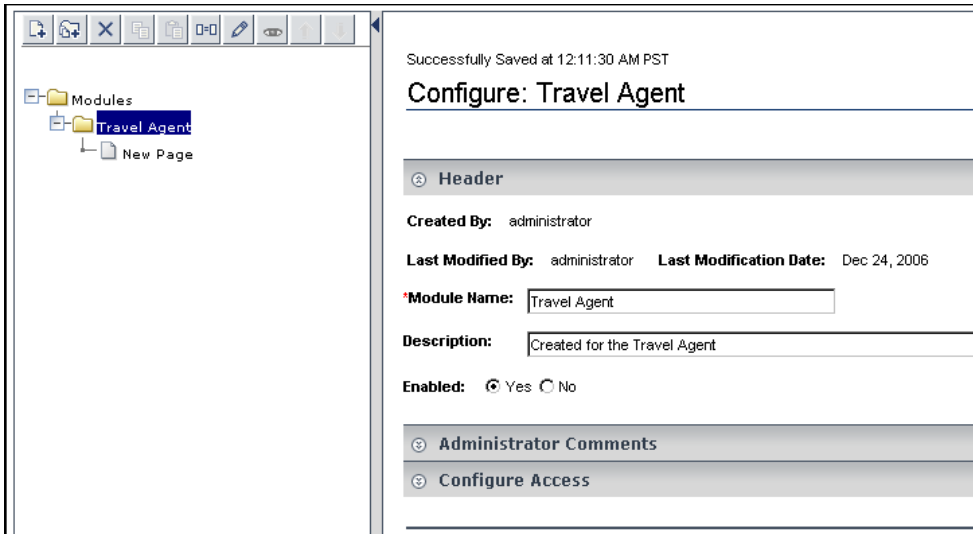 Modules
Travel Agent
New Page
Successfully Saved at 12:11:30 AM PST
Configure: Travel Agent
Header
Created By: administrator
Last Modified By: administrator Last Modification Date: Dec 24, 2006
*Module Name: Travel Agent
Description: Created for the Travel Agent
Enabled: Yes No
Administrator Comments
Configure Access